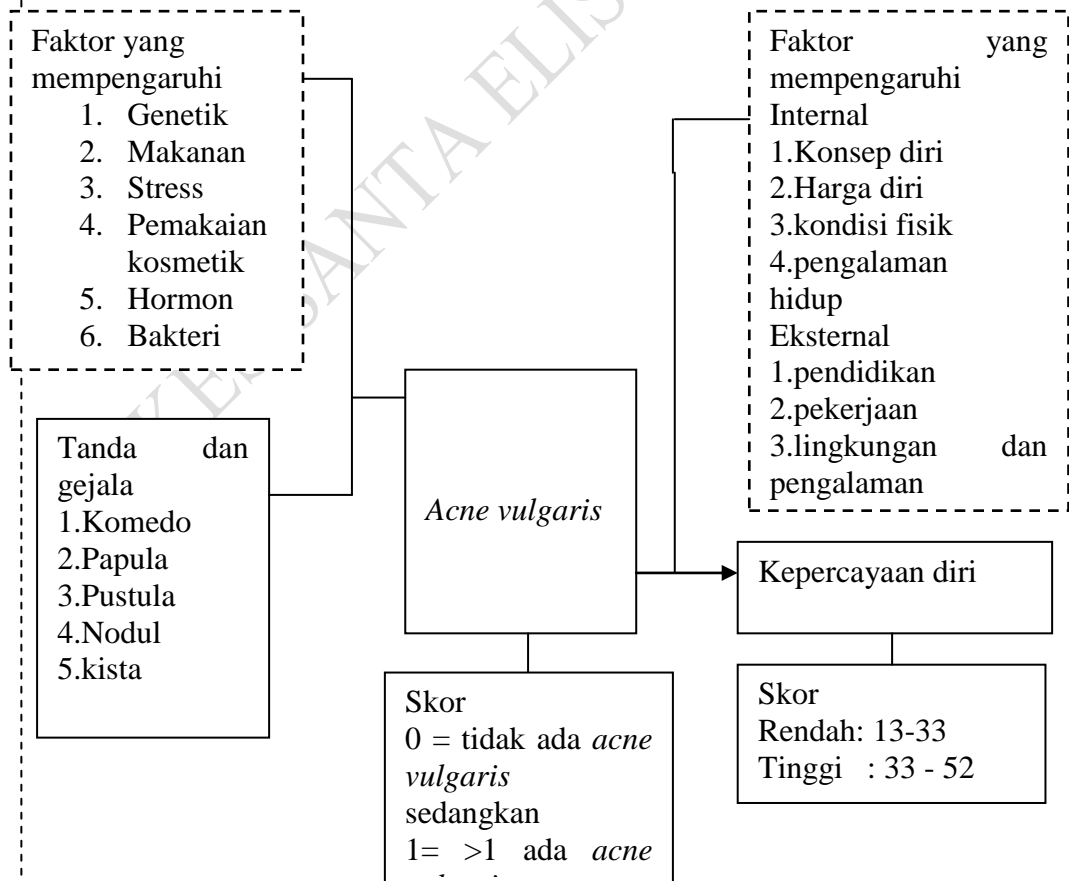 Faktor yang
mempengaruhi
1. Genetik
2. Makanan
3. Stress
4. Pemakaian
kosmetik
5. Hormon
6. Bakteri
Tanda dan
gejala
1.Komedo
2.Papula
3.Pustula
4.Nodul
5.kista
Acne vulgaris
Skor
0 = tidak ada acne
vulgaris
sedangkan
1= >1 ada acne
Faktor yang
mempengaruhi
Internal
1.Konsep diri
2.Harga diri
3.kondisi fisik
4.pengalaman
hidup
Eksternal
1.pendidikan
2.pekerjaan
3.lingkungan dan
pengalaman
Kepercayaan diri
Skor
Rendah: 13-33
Tinggi : 33 - 52
SANTA